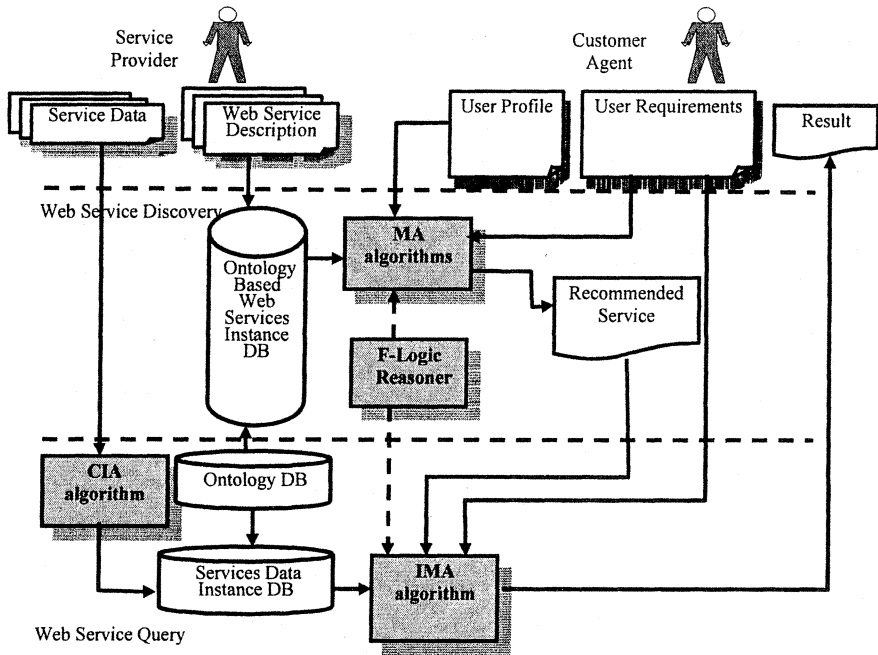 Service
Provider
Customer
Agent
Service Data
Web Service
Description
User Profile
User Requirements
Result
Web Service Discovery
Ontology
Based
Web
Services
Instance
DB
MA
algorithms
Recommended
Service
F-Logic
Reasoner
CIA
algorithm
Ontology DB
Services Data
Instance DB
IMA
algorithm
Web Service Query